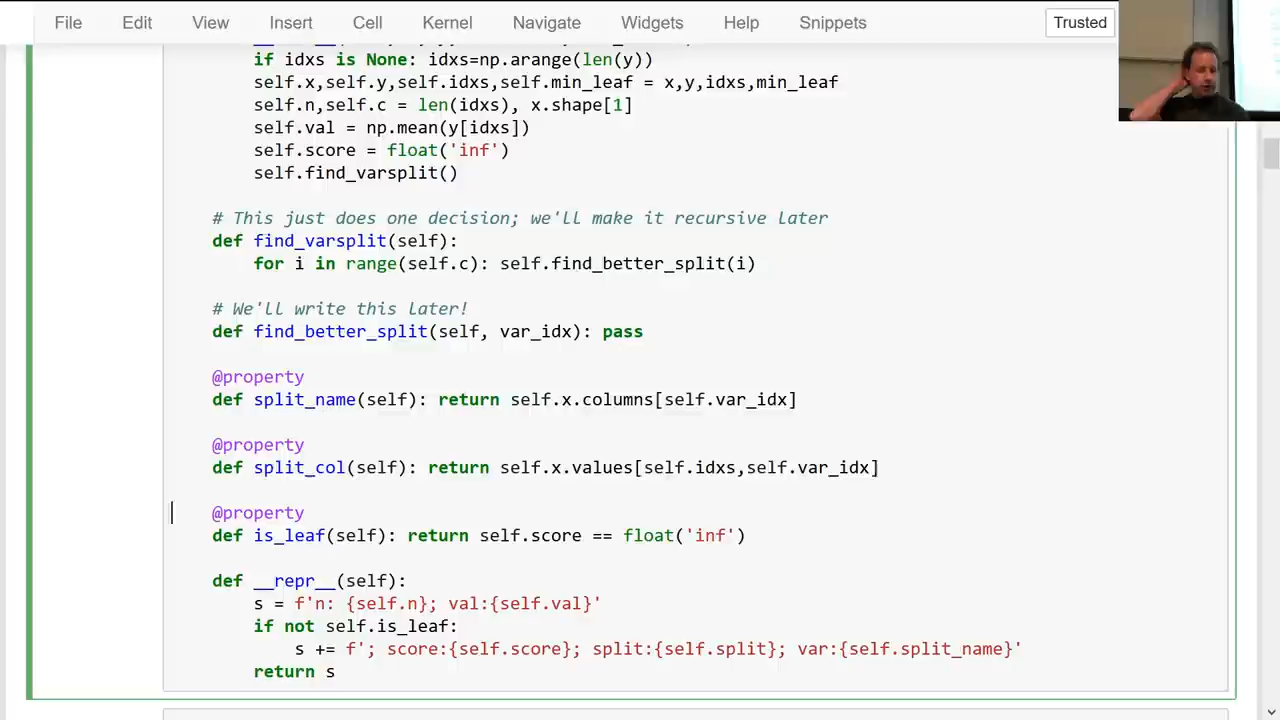 File Edit View Insert Cell Kernel Navigate Widgets Help Snippets Trusted
if idxs is None: idxs=np.arange(len(y))
self.x,self.y,self.idxs,self.min_leaf = x,y,idxs,min_leaf
self.n,self.c = len(idxs), x.shape[1]
self.val = np.mean(y[idxs])
self.score = float('inf')
self.find_varsplit()
# This just does one decision; we'll make it recursive later
def find_varsplit(self):
for i in range(self.c): self.find_better_split(i)
# We'll write this later!
def find_better_split(self, var_idx): pass
@property
def split_name(self): return self.x.columns[self.var_idx]
@property
def split_col(self): return self.x.values[self.idxs,self.var_idx]
@property
def is_leaf(self): return self.score == float('inf')
def __repr__(self):
s = f'n: {self.n}; val:{self.val}'
if not self.is_leaf:
s += f'; score:{self.score}; split:{self.split}; var:{self.split_name}'
return s